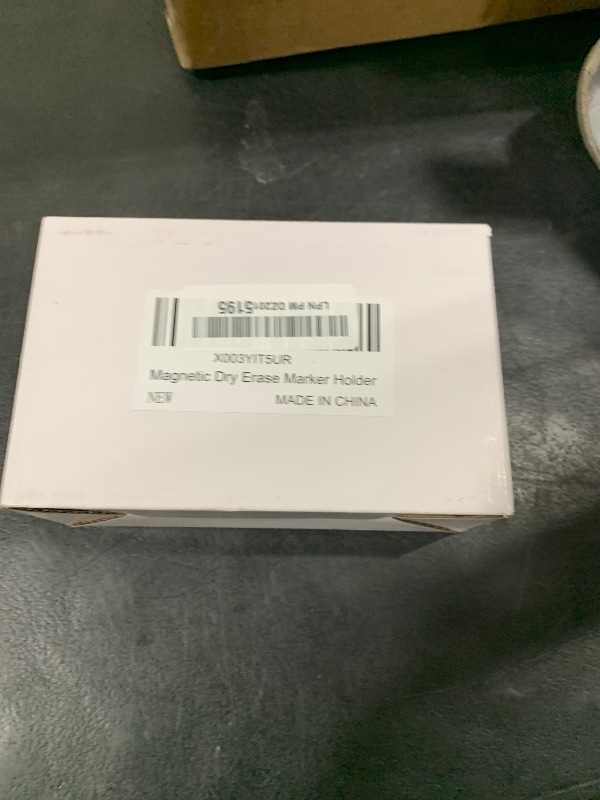 LPN PM DZ2015195
X003YIT5UR
Magnetic Dry Erase Marker Holder
NEW
MADE IN CHINA